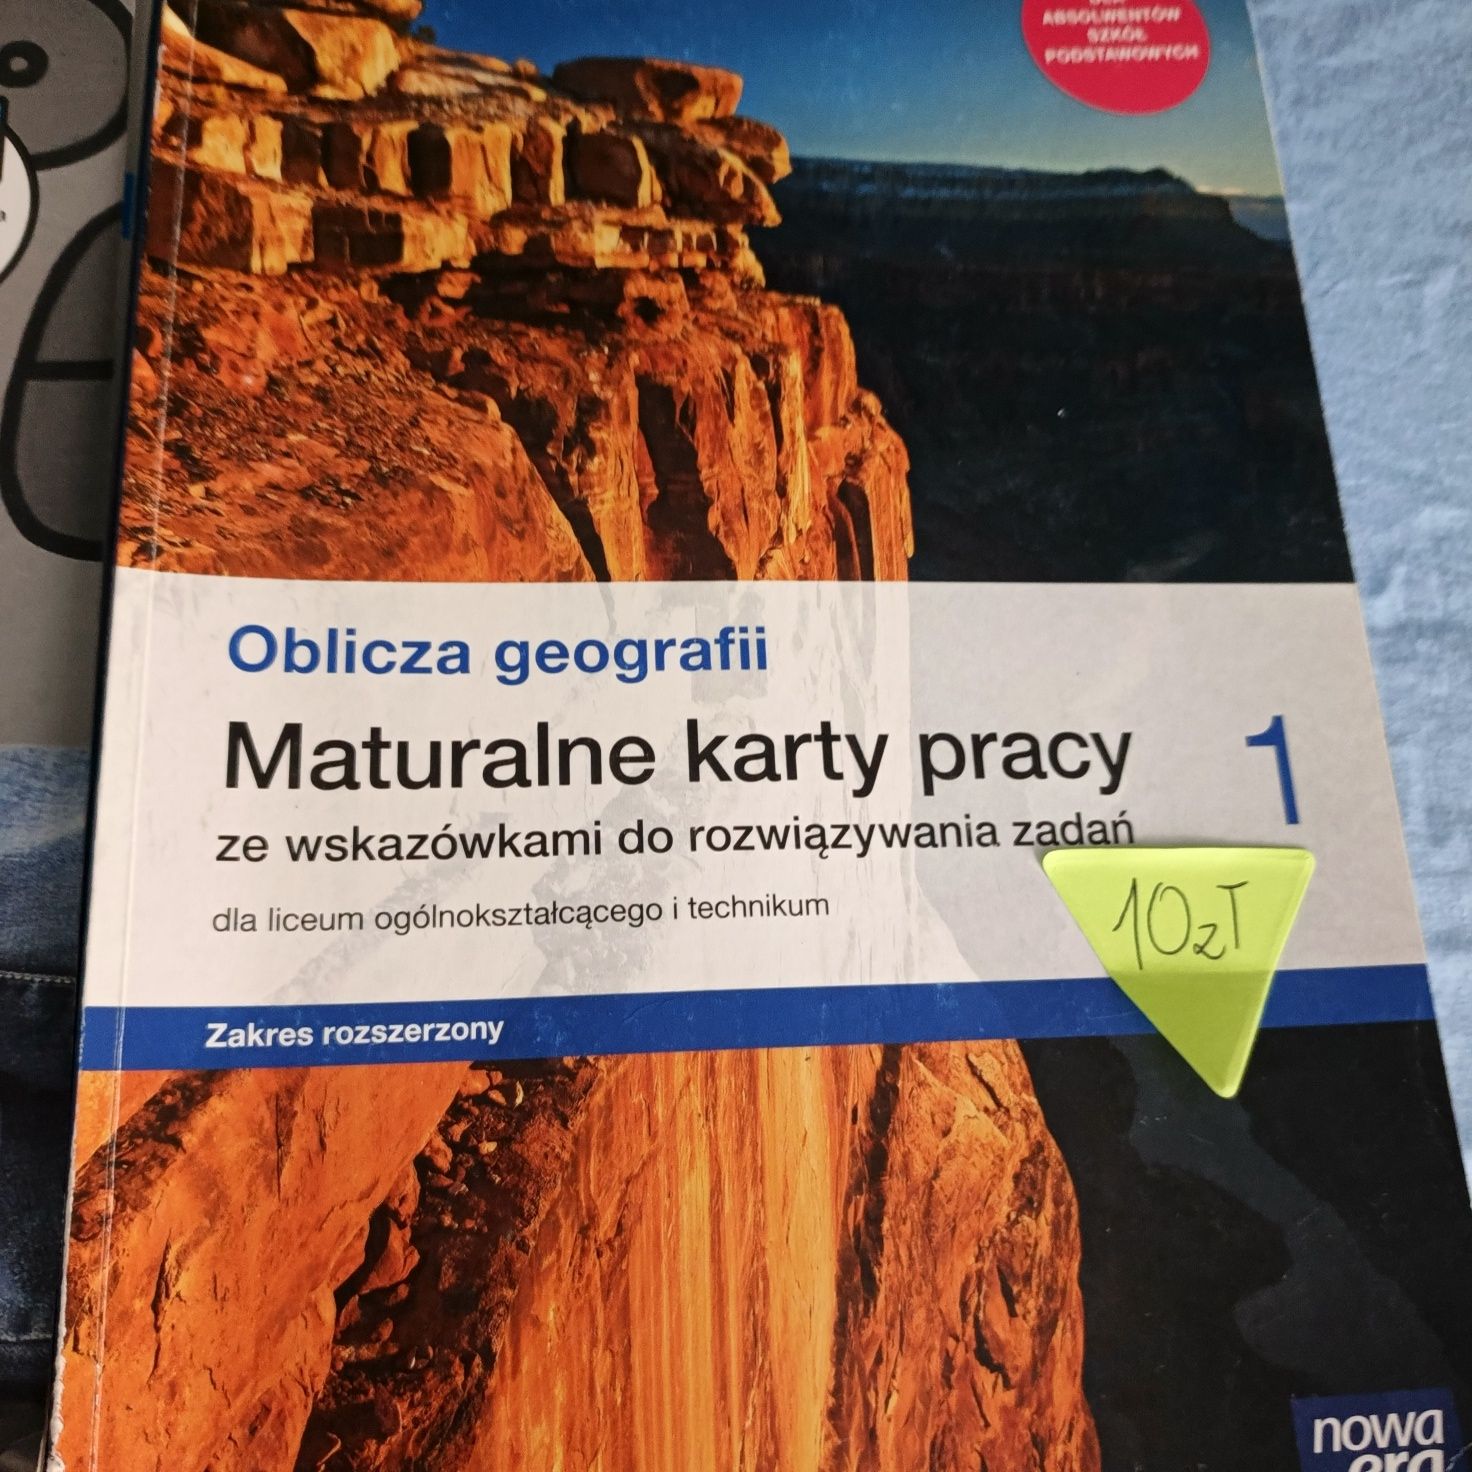 ABSOLWENTÓW
SZKÓŁ
PODSTAWOWYCH
Oblicza geografii
Maturalne karty pracy 1
ze wskazówkami do rozwiązywania zadań
dla liceum ogólnokształcącego i technikum
10zł
Zakres rozszerzony
nowa
era